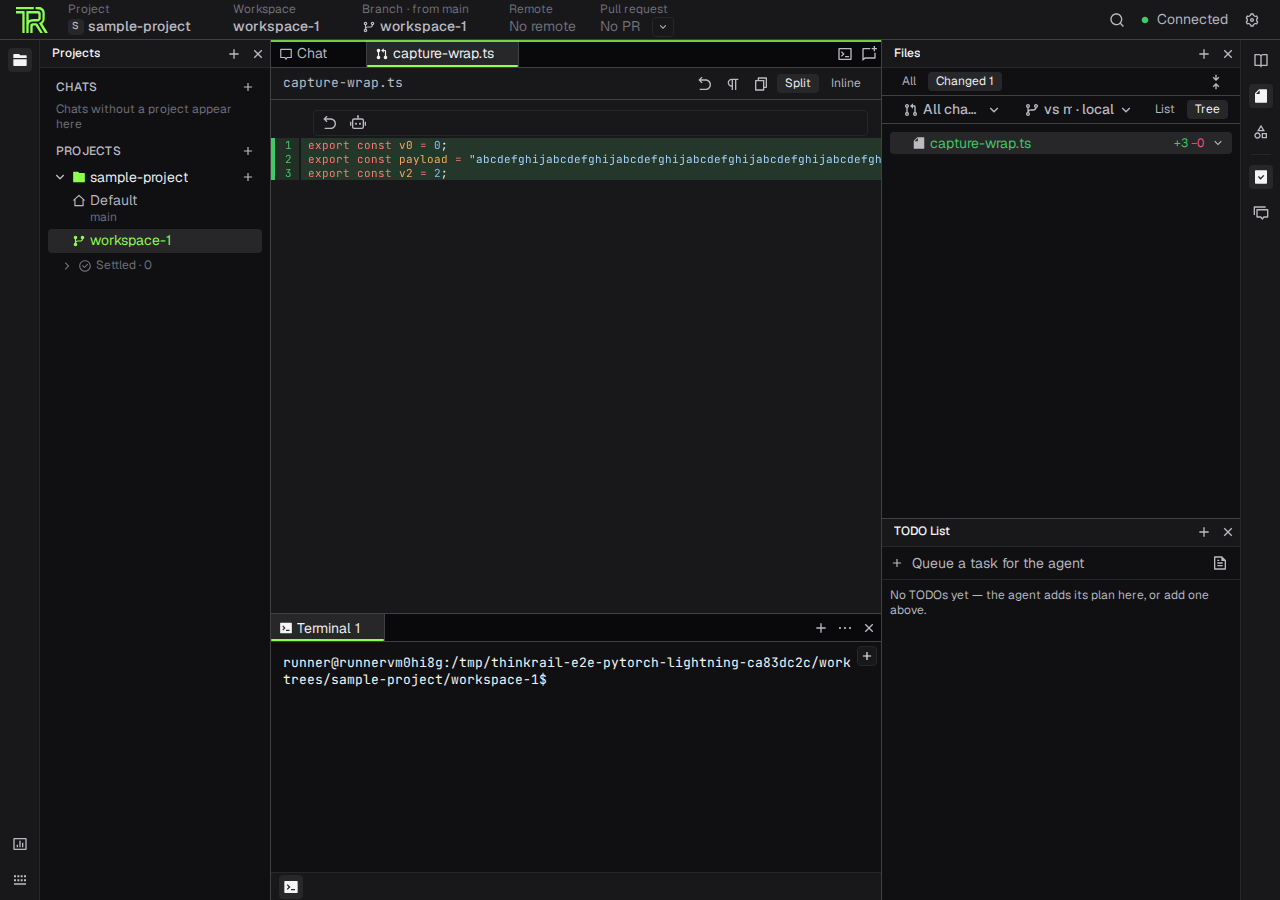 TR
Project
S sample-project
Workspace
workspace-1
Branch · from main
workspace-1
Remote
No remote
Pull request
No PR
Connected
Projects
CHATS
Chats without a project appear
here
PROJECTS
sample-project
Default
main
workspace-1
Settled · 0
Chat
capture-wrap.ts
capture-wrap.ts
Split
Inline
1 export const v0 = 0;
2 export const payload = "abcdefghijabcdefghijabcdefghijabcdefghijabcdefghijabcdefgh
3 export const v2 = 2;
Terminal 1
runner@runnervm0hi8g:/tmp/thinkrail-e2e-pytorch-lightning-ca83dc2c/work
trees/sample-project/workspace-1$
Files
All
Changed 1
All cha...
vs m · local
List
Tree
capture-wrap.ts
+3 −0
TODO List
Queue a task for the agent
No TODOs yet — the agent adds its plan here, or add one
above.